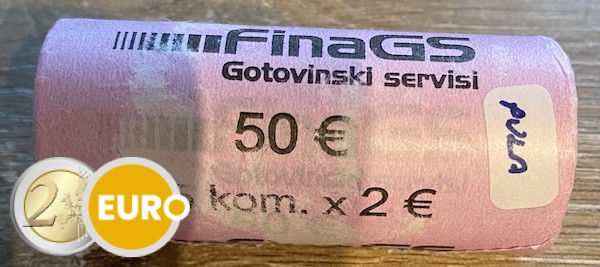 FinaGS
Gotovinski servisi
50 €
kom. x 2 €
PULA
2 EURO